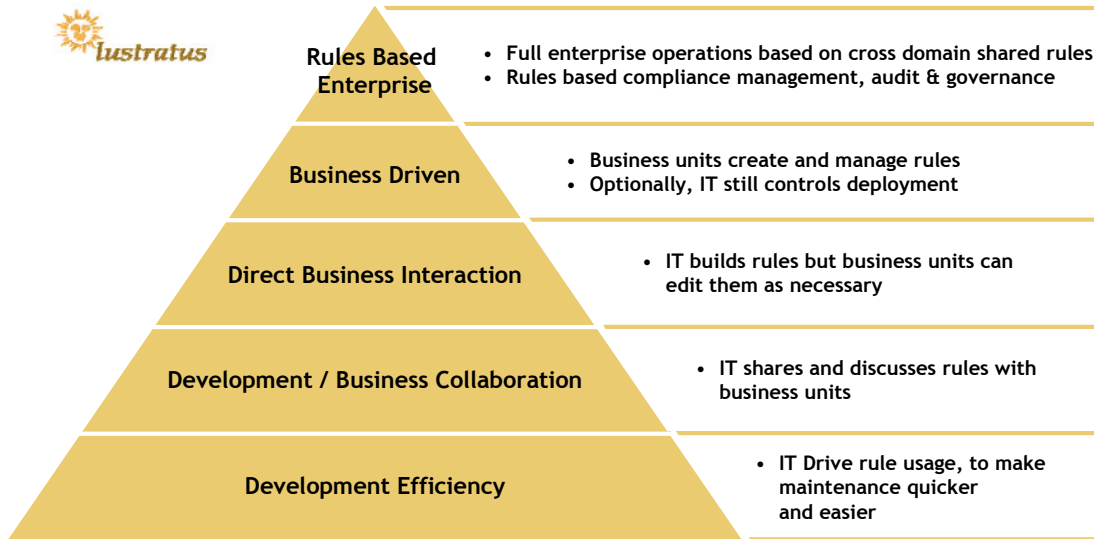 lustratus
Rules Based
Enterprise
• Full enterprise operations based on cross domain shared rules
• Rules based compliance management, audit & governance
Business Driven
• Business units create and manage rules
• Optionally, IT still controls deployment
Direct Business Interaction
• IT builds rules but business units can
edit them as necessary
Development / Business Collaboration
• IT shares and discusses rules with
business units
Development Efficiency
• IT Drive rule usage, to make
maintenance quicker
and easier